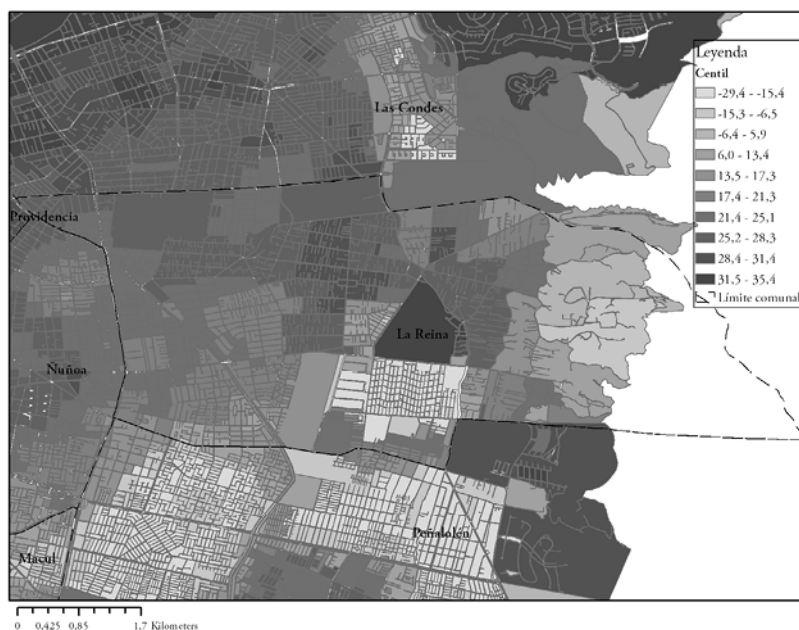 Leyenda
Centil
-29,4 - -15,4
-15,3 - -6,5
-6,4 - 5,9
6,0 - 13,4
13,5 - 17,3
17,4 - 21,3
21,4 - 25,1
25,2 - 28,3
28,4 - 31,4
31,5 - 35,4
Límite comunal
Las Condes
Providencia
La Reina
Ñuñoa
Peñalolén
Macul
0 0,425 0,85 1,7 Kilometers